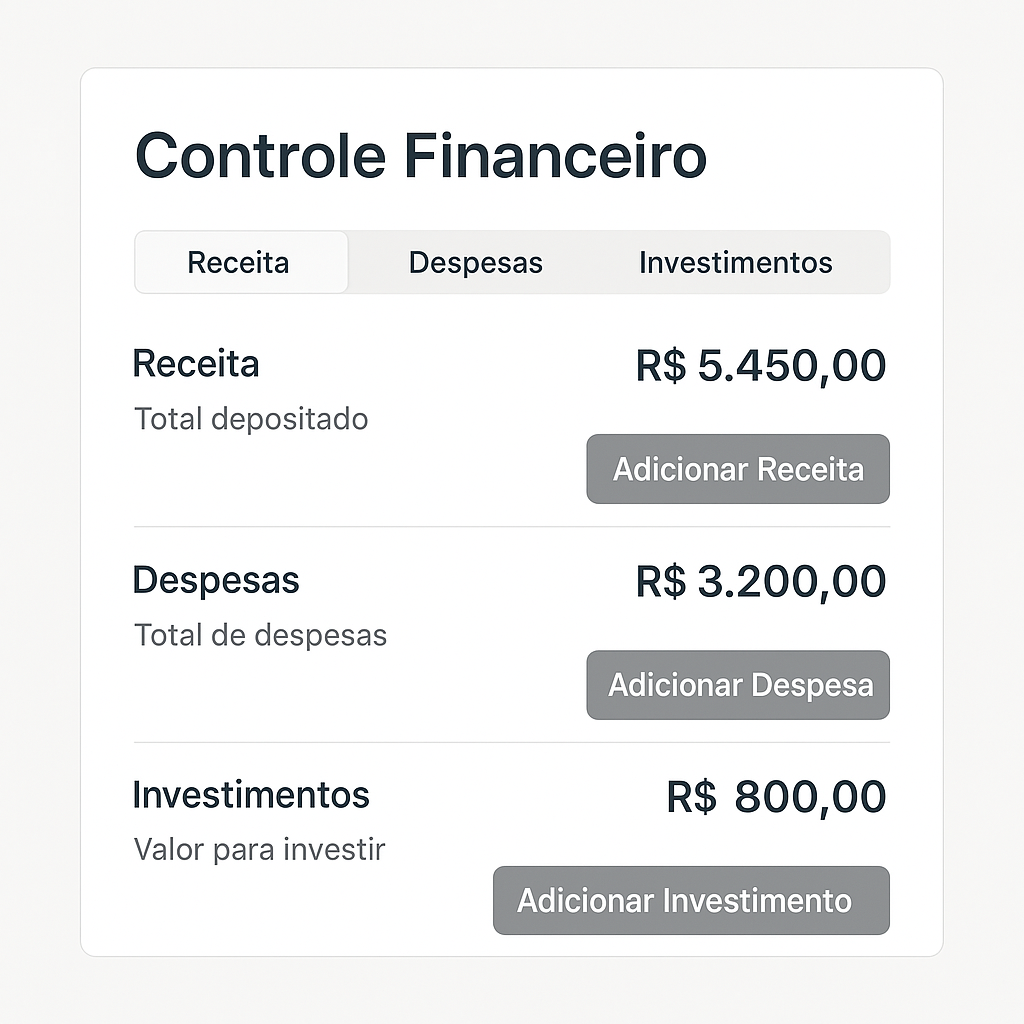 Controle Financeiro
Receita Despesas Investimentos
Receita R$ 5.450,00
Total depositado
Adicionar Receita
Despesas R$ 3.200,00
Total de despesas
Adicionar Despesa
Investimentos R$ 800,00
Valor para investir
Adicionar Investimento